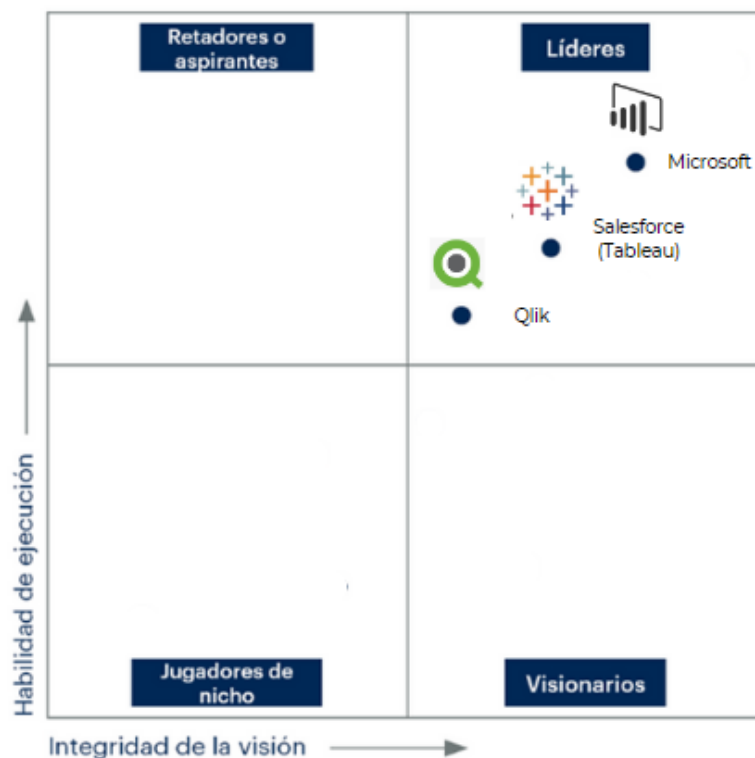 Retadores o
aspirantes
Líderes
Microsoft
Salesforce
(Tableau)
Qlik
Habilidad de ejecución
Jugadores de
nicho
Visionarios
Integridad de la visión